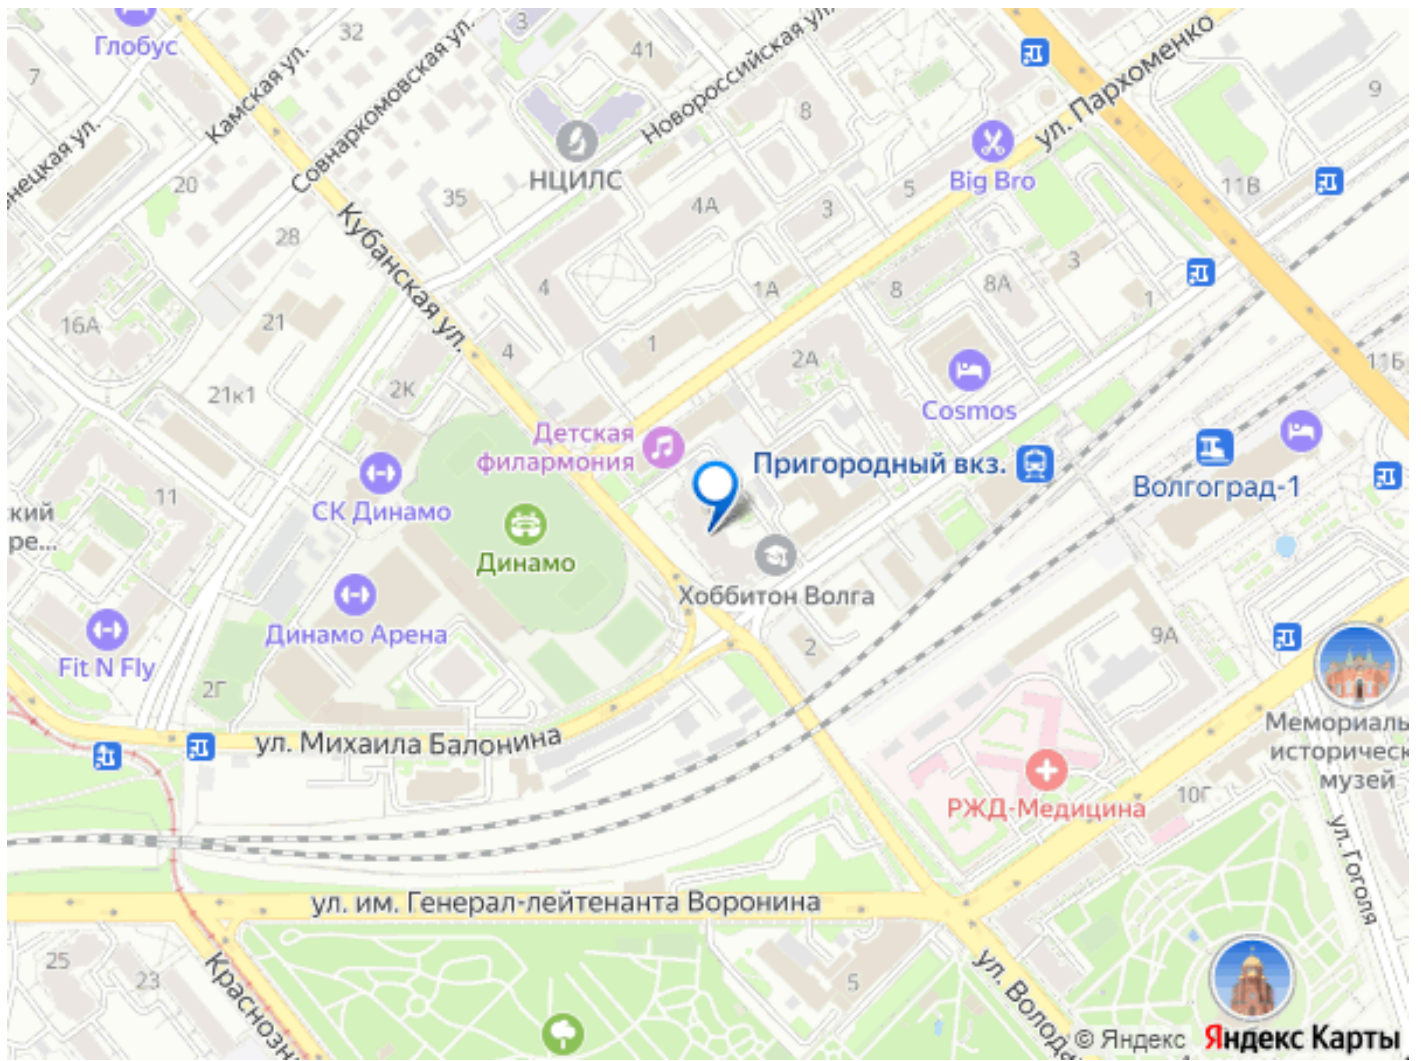 Глобус
32
3
41
7
Камская ул.
Совнаркомовская ул.
Новороссийская ул.
8
ул. Пархоменко
9
20
НЦИЛС
35
Big Bro
5
11В
4А
3
28
Кубанская ул.
3
4
1А
8
8А
1
16А
21
4
1
2А
11Б
21к1
2К
Cosmos
Детская
филармония
Пригородный вкз.
Волгоград-1
11
СК Динамо
Динамо
Хоббитон Волга
Динамо Арена
2
9А
Fit N Fly
2Г
ул. Михаила Балонина
Мемориаль
историческ
музей
РЖД-Медицина
10Г
ул. Гоголя
ул. им. Генерал-лейтенанта Воронина
25
23
Краснозн
5
ул. Волода
© Яндекс Яндекс Карты